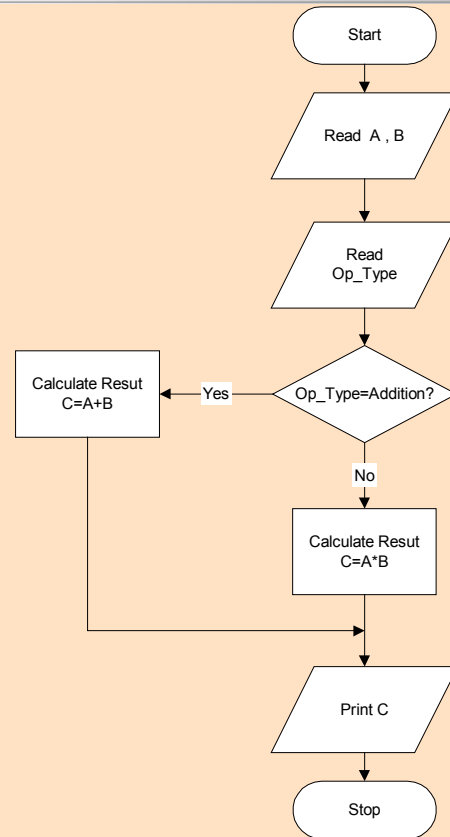 Start
Read A , B
Read
Op_Type
Op_Type=Addition?
Yes
Calculate Resut
C=A+B
No
Calculate Resut
C=A*B
Print C
Stop